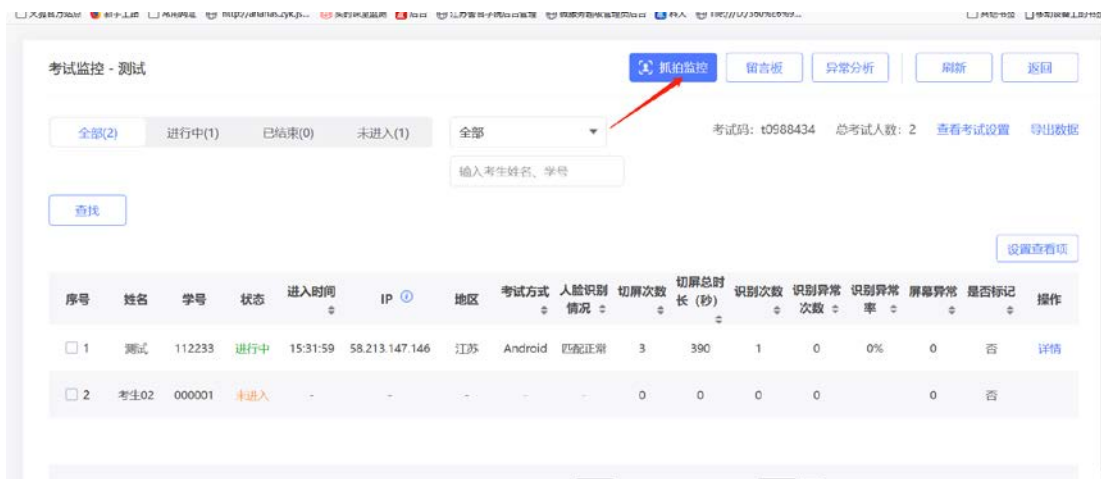 考试监控 - 测试
抓拍监控 留言板 异常分析 刷新 返回
全部(2) 进行中(1) 已结束(0) 未进入(1) 全部 考试码: t0988434 总考试人数: 2 查看考试设置 导出数据
输入考生姓名、学号
查找
设置查看项
序号 姓名 学号 状态 进入时间 IP 地区 考试方式 人脸识别情况 切屏次数 切屏总时长(秒) 识别次数 识别异常次数 识别异常率 屏幕异常 是否标记 操作
1 测试 112233 进行中 15:31:59 58.213.147.146 江苏 Android 匹配正常 3 390 1 0 0% 0 否 详情
2 考生02 000001 未进入 - - - - - 0 0 0 0 0 否